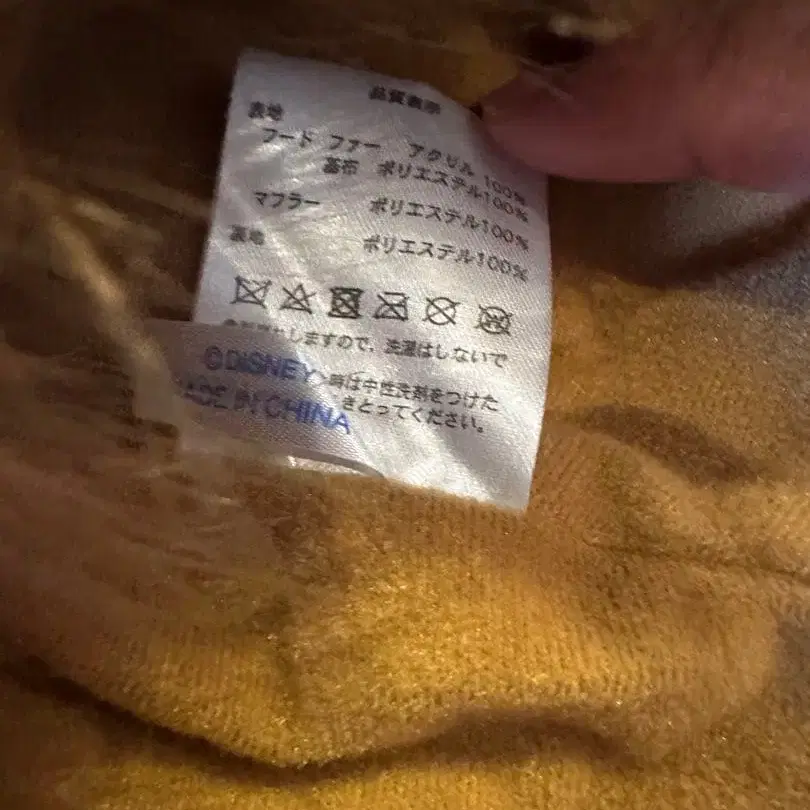 品質表示
表地
フード ファー アクリル 100%
基布 ポリエステル100%
マフラー ポリエステル100%
裏地 ポリエステル100%
しますので、洗濯はしないで
©DISNEY 時は中性洗剤をつけた
MADE IN CHINA きとってください。